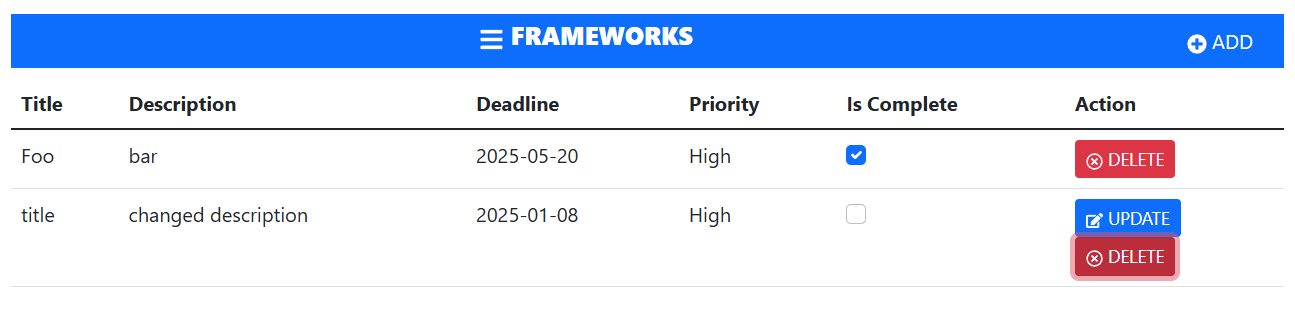 FRAMEWORKS
ADD
Title Description Deadline Priority Is Complete Action
Foo bar 2025-05-20 High DELETE
title changed description 2025-01-08 High UPDATE
DELETE